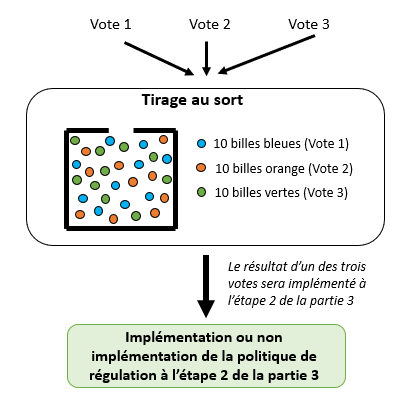 Vote 1
Vote 2
Vote 3
Tirage au sort
10 billes bleues (Vote 1)
10 billes orange (Vote 2)
10 billes vertes (Vote 3)
Le résultat d'un des trois
votes sera implémenté à
l'étape 2 de la partie 3
Implémentation ou non
implémentation de la politique de
régulation à l'étape 2 de la partie 3